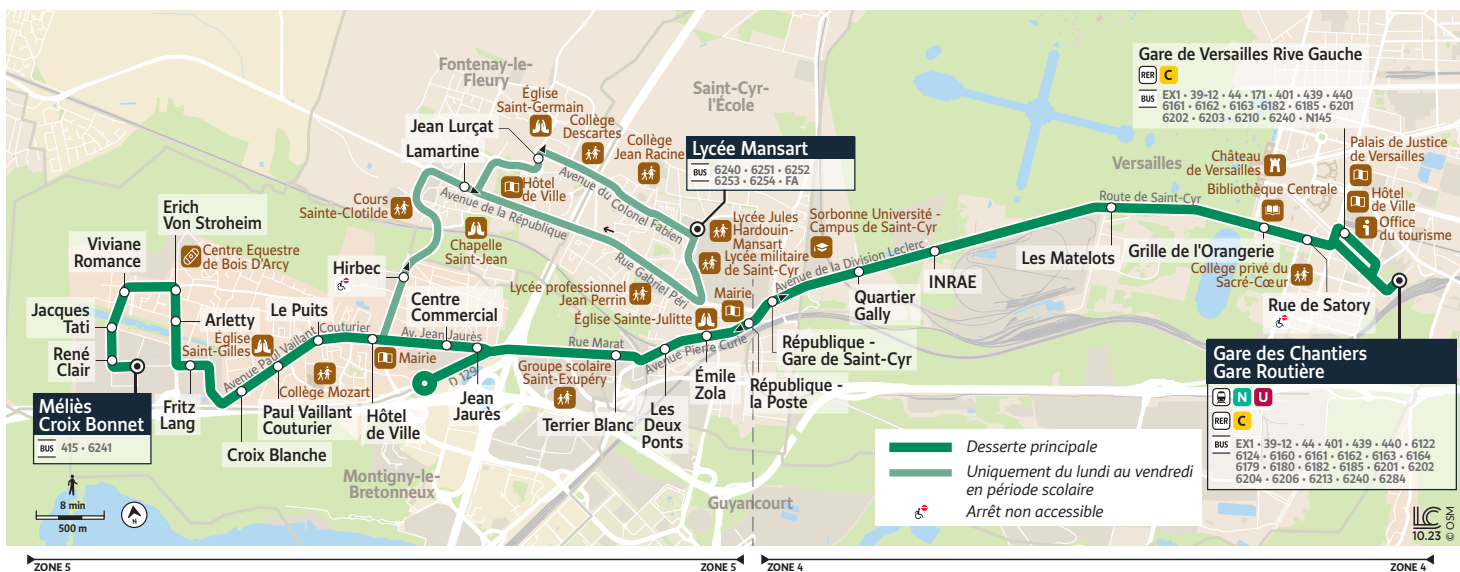 Fontenay-le-
Fleury
Saint-Cyr-
l'École
Versailles
Montigny-le-
Bretonneux
Guyancourt
Gare de Versailles Rive Gauche
RER C
BUS EX1 • 39-12 • 44 • 171 • 401 • 439 • 440
6161 • 6162 • 6163 • 6182 • 6185 • 6201
6202 • 6203 • 6210 • 6240 • N145
Palais de Justice
de Versailles
Hôtel
de Ville
Office
du tourisme
Château
de Versailles
Bibliothèque Centrale
Route de Saint-Cyr
Église
Saint-Germain
Collège
Descartes
Collège
Jean Racine
Jean Lurçat
Lamartine
Hôtel
de Ville
Lycée Mansart
BUS 6240 • 6251 • 6252
6253 • 6254 • FA
Avenue du Colonel Fabien
Avenue de la République
Rue Gabriel Péri
Cours
Sainte-Clotilde
Chapelle
Saint-Jean
Lycée Jules
Hardouin-
Mansart
Lycée militaire
de Saint-Cyr
Sorbonne Université -
Campus de Saint-Cyr
Avenue de la Division Leclerc
Lycée professionnel
Jean Perrin
Mairie
Église Sainte-Julitte
Erich
Von Stroheim
Viviane
Romance
Centre Equestre
de Bois D'Arcy
Hirbec
Jacques
Tati
Arletty
Le Puits
Centre
Commercial
René
Clair
Église
Saint-Gilles
Avenue Paul Vaillant Couturier
Av. Jean Jaurès
Mairie
Collège Mozart
D 129
Rue Marat
Avenue Pierre Curie
Groupe scolaire
Saint-Exupéry
Méliès
Croix Bonnet
BUS 415 • 6241
Fritz
Lang
Croix Blanche
Paul Vaillant
Couturier
Hôtel
de Ville
Jean
Jaurès
Terrier Blanc
Les
Deux
Ponts
Émile
Zola
République -
la Poste
République -
Gare de Saint-Cyr
Quartier
Gally
INRAE
Les Matelots
Grille de l'Orangerie
Collège privé du
Sacré-Cœur
Rue de Satory
Gare des Chantiers
Gare Routière
N U
RER C
BUS EX1 • 39-12 • 44 • 401 • 439 • 440 • 6122
6124 • 6160 • 6161 • 6162 • 6163 • 6164
6179 • 6180 • 6182 • 6185 • 6201 • 6202
6204 • 6206 • 6213 • 6240 • 6284
Desserte principale
Uniquement du lundi au vendredi
en période scolaire
Arrêt non accessible
8 min
500 m
N
LC
10.23
© OSM
ZONE 5
ZONE 5
ZONE 4
ZONE 4